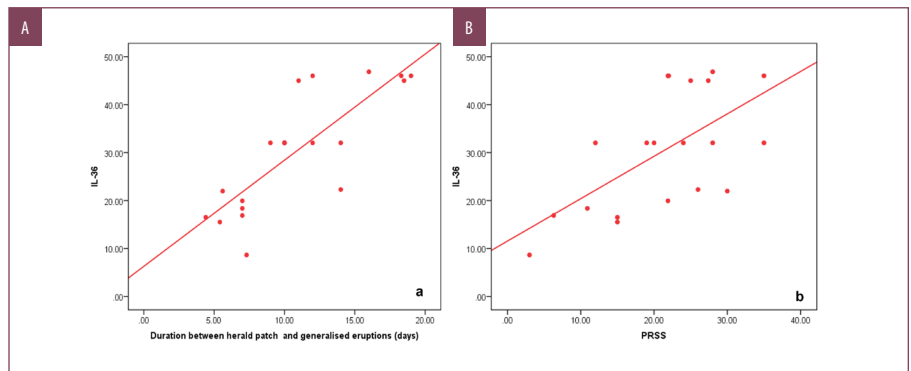 A
50.00
40.00
30.00
20.00
10.00
.00
IL-36
.00 5.00 10.00 15.00 20.00
Duration between herald patch and generalised eruptions (days)
a
B
50.00
40.00
30.00
20.00
10.00
.00
IL-36
.00 10.00 20.00 30.00 40.00
PRSS
b